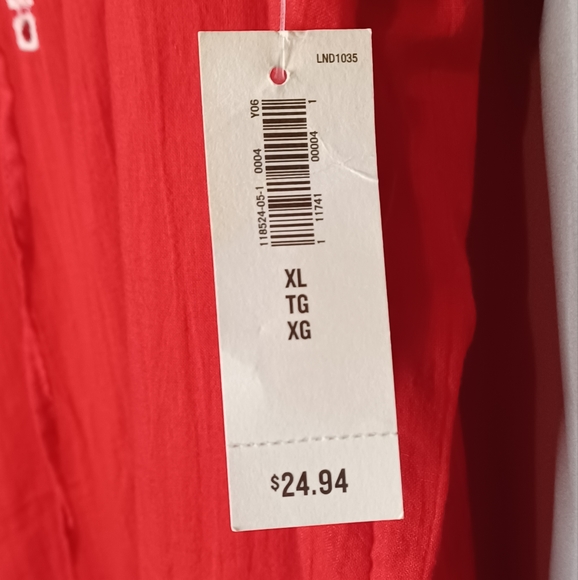 LND1035
Y06
118524-05-1 0004
1
00004
1 11741
XL
TG
XG
$24.94